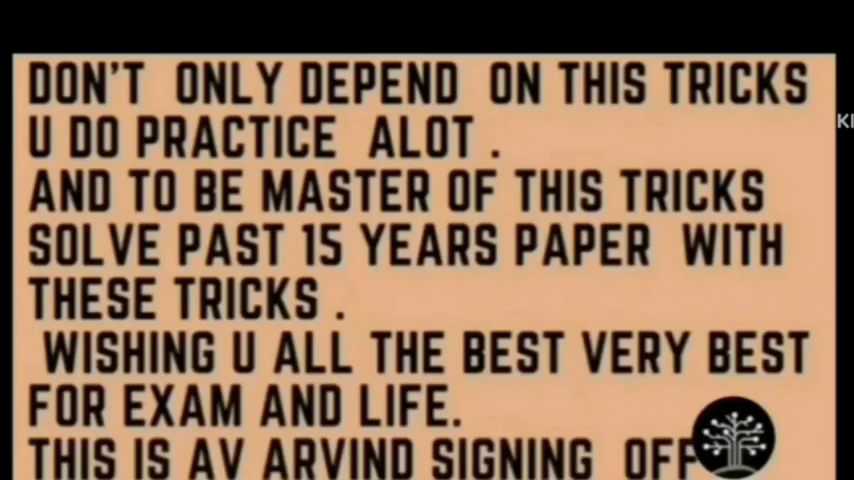 DON'T ONLY DEPEND ON THIS TRICKS
U DO PRACTICE ALOT .
AND TO BE MASTER OF THIS TRICKS
SOLVE PAST 15 YEARS PAPER WITH
THESE TRICKS .
WISHING U ALL THE BEST VERY BEST
FOR EXAM AND LIFE.
THIS IS AV ARVIND SIGNING OFF